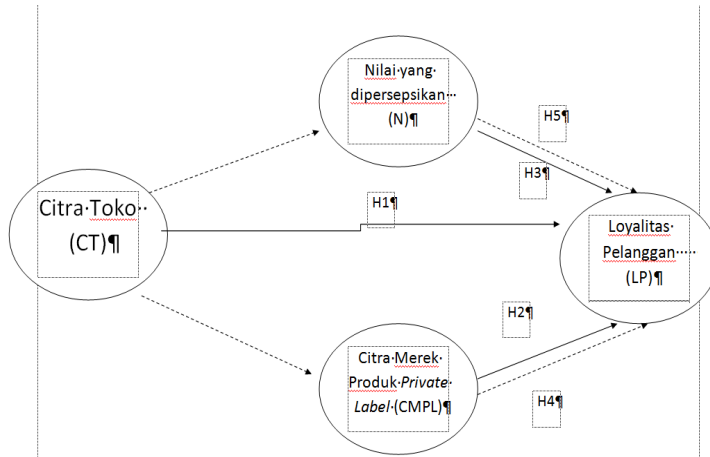 Nilai yang
dipersepsikan
(N)¶
H5¶
H3¶
Citra Toko
(CT)¶
H1¶
Loyalitas
Pelanggan
(LP)¶
H2¶
Citra Merek
Produk Private
Label (CMPL)¶
H4¶